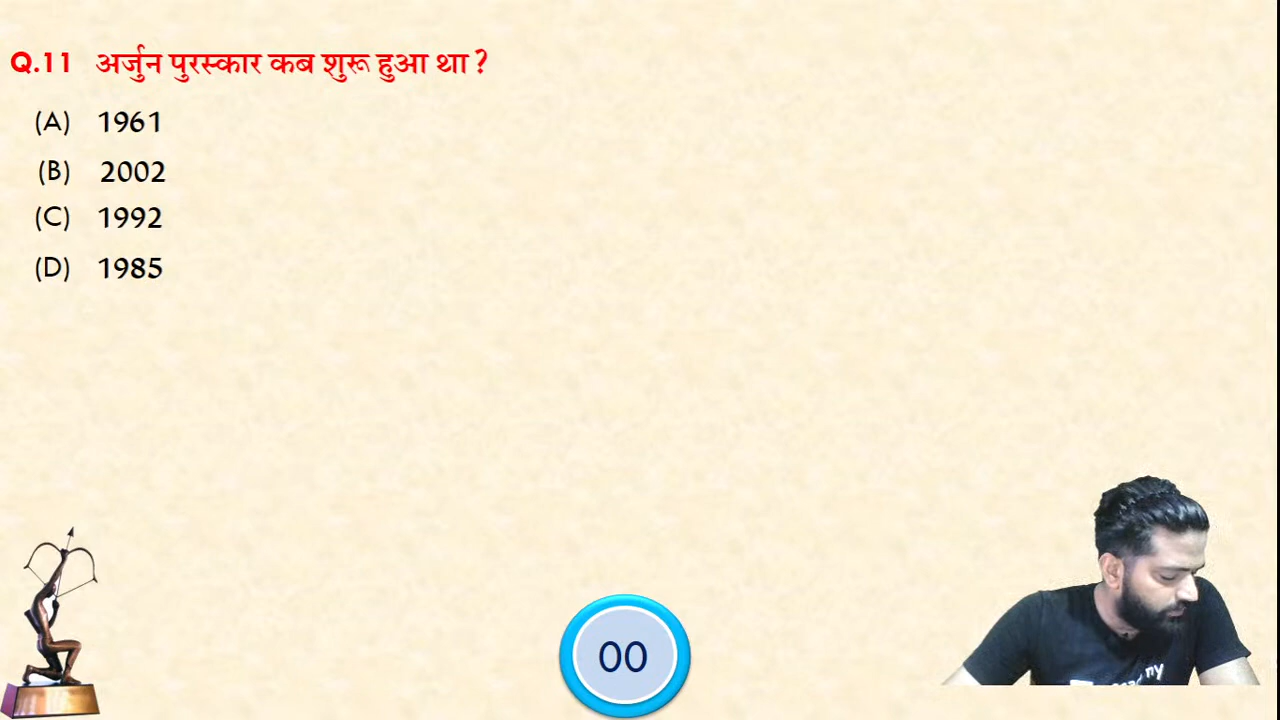 Q.11 अर्जुन पुरस्कार कब शुरू हुआ था ?
(A) 1961
(B) 2002
(C) 1992
(D) 1985
00